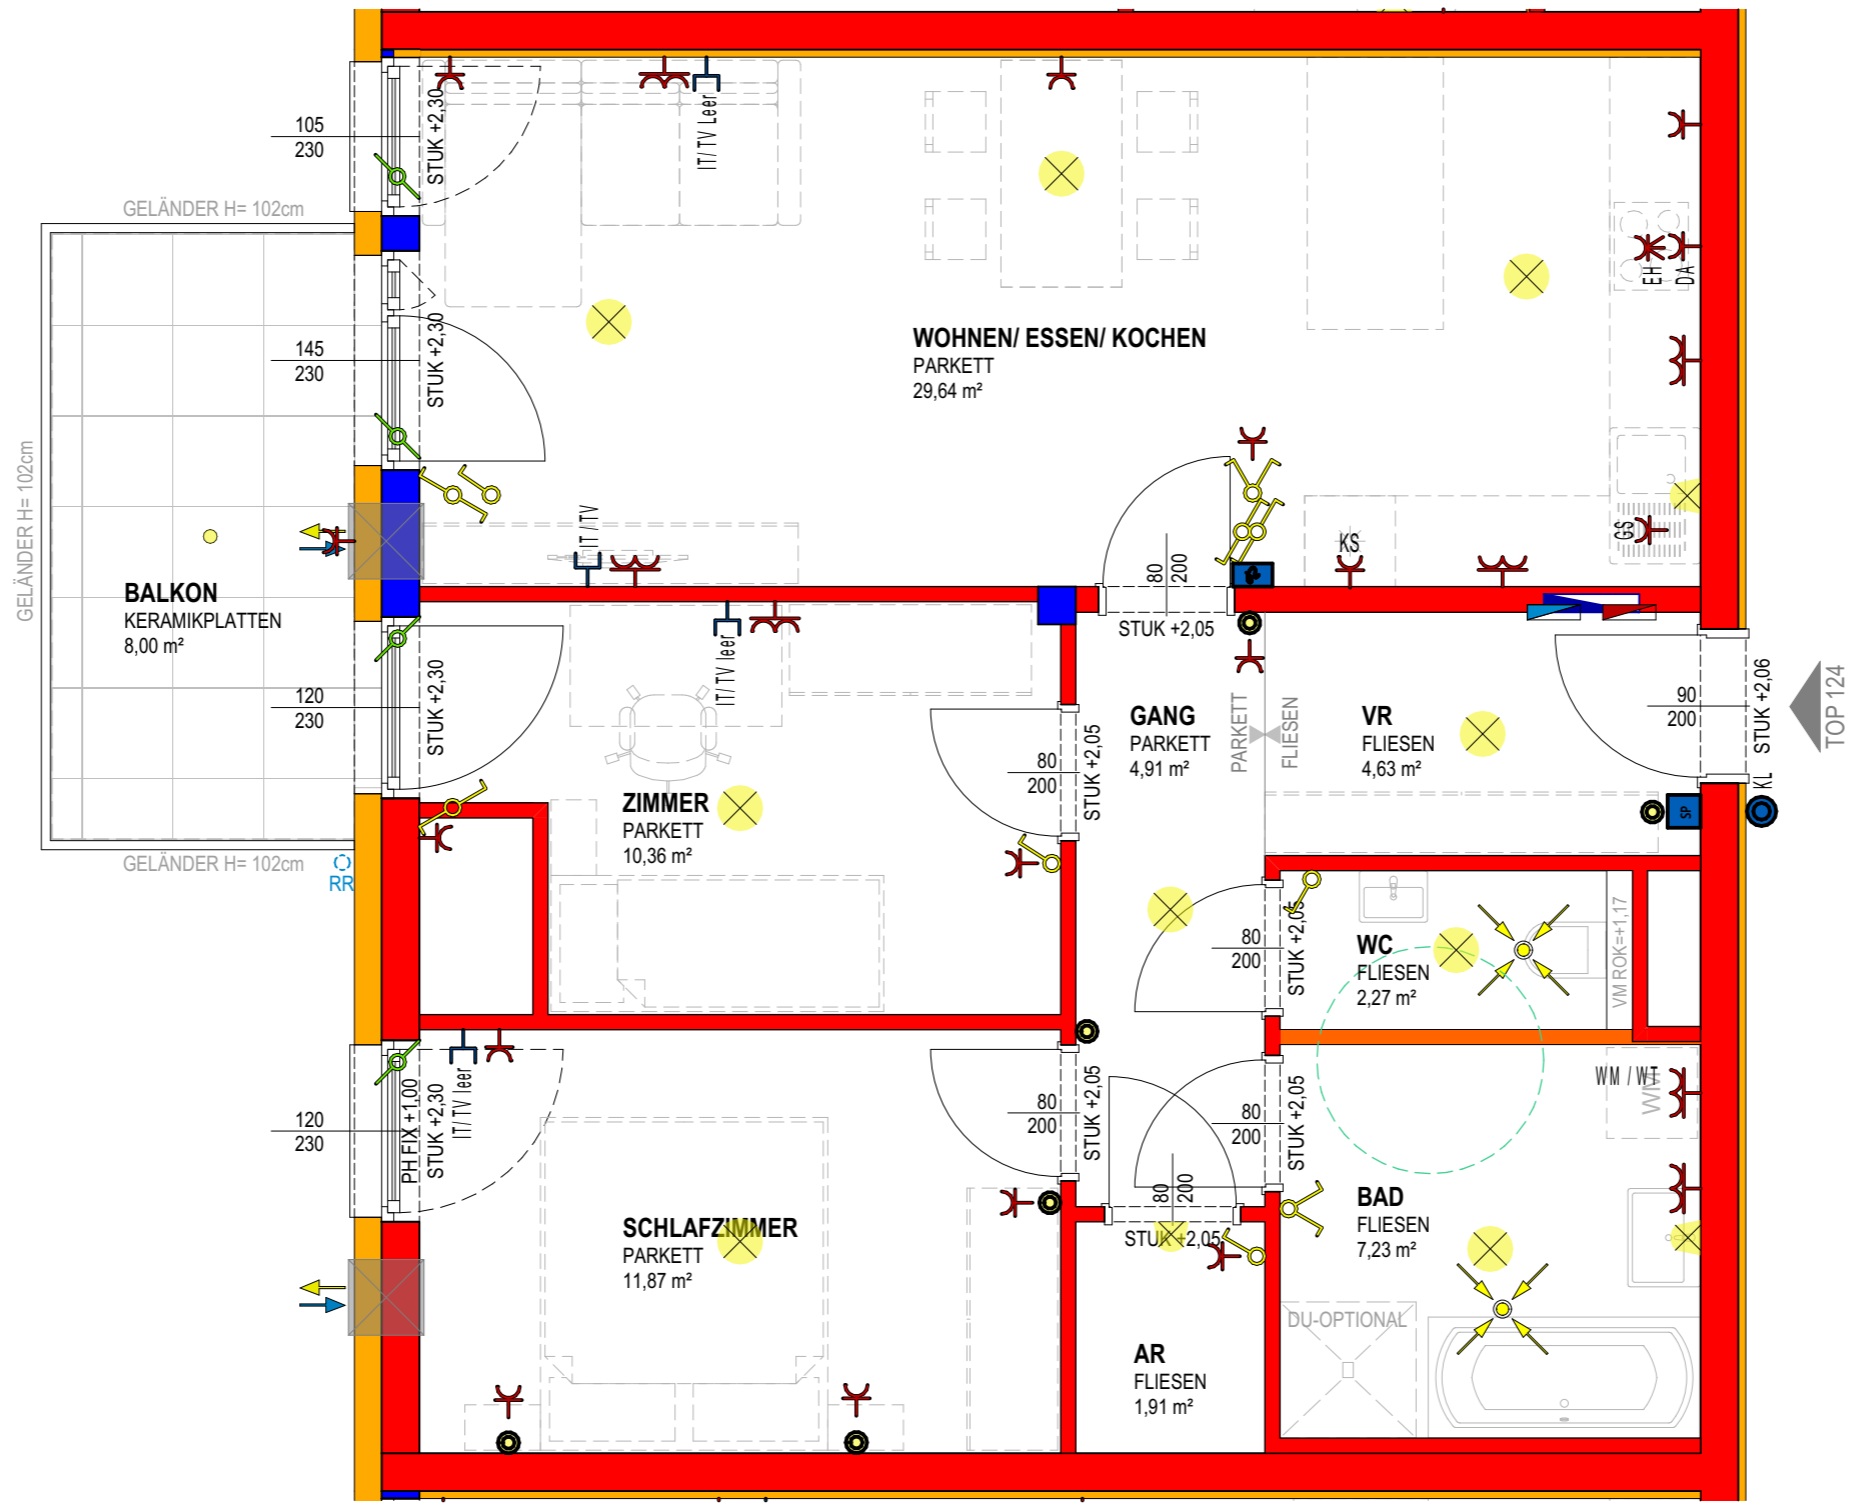 105
230
STUK +2,30
IT/ TV Leer
GELÄNDER H= 102cm
EH
DA
145
230
STUK +2,30
WOHNEN/ ESSEN/ KOCHEN
PARKETT
29,64 m²
GELÄNDER H= 102cm
IT / TV
KS
GS
80
200
STUK +2,05
BALKON
KERAMIKPLATTEN
8,00 m²
120
230
STUK +2,30
IT/ TV leer
GANG
PARKETT
4,91 m²
PARKETT
FLIESEN
VR
FLIESEN
4,63 m²
90
200
STUK +2,06
KL
TOP 124
SP
80
200
STUK +2,05
ZIMMER
PARKETT
10,36 m²
GELÄNDER H= 102cm
RR
80
200
STUK +2,05
WC
FLIESEN
2,27 m²
VM ROK=+1,17
120
230
PH FIX +1,00
STUK +2,30
IT/ TV leer
80
200
STUK +2,05
80
200
STUK +2,05
WM / WT
WM
80
200
STUK +2,05
BAD
FLIESEN
7,23 m²
SCHLAFZIMMER
PARKETT
11,87 m²
DU-OPTIONAL
AR
FLIESEN
1,91 m²